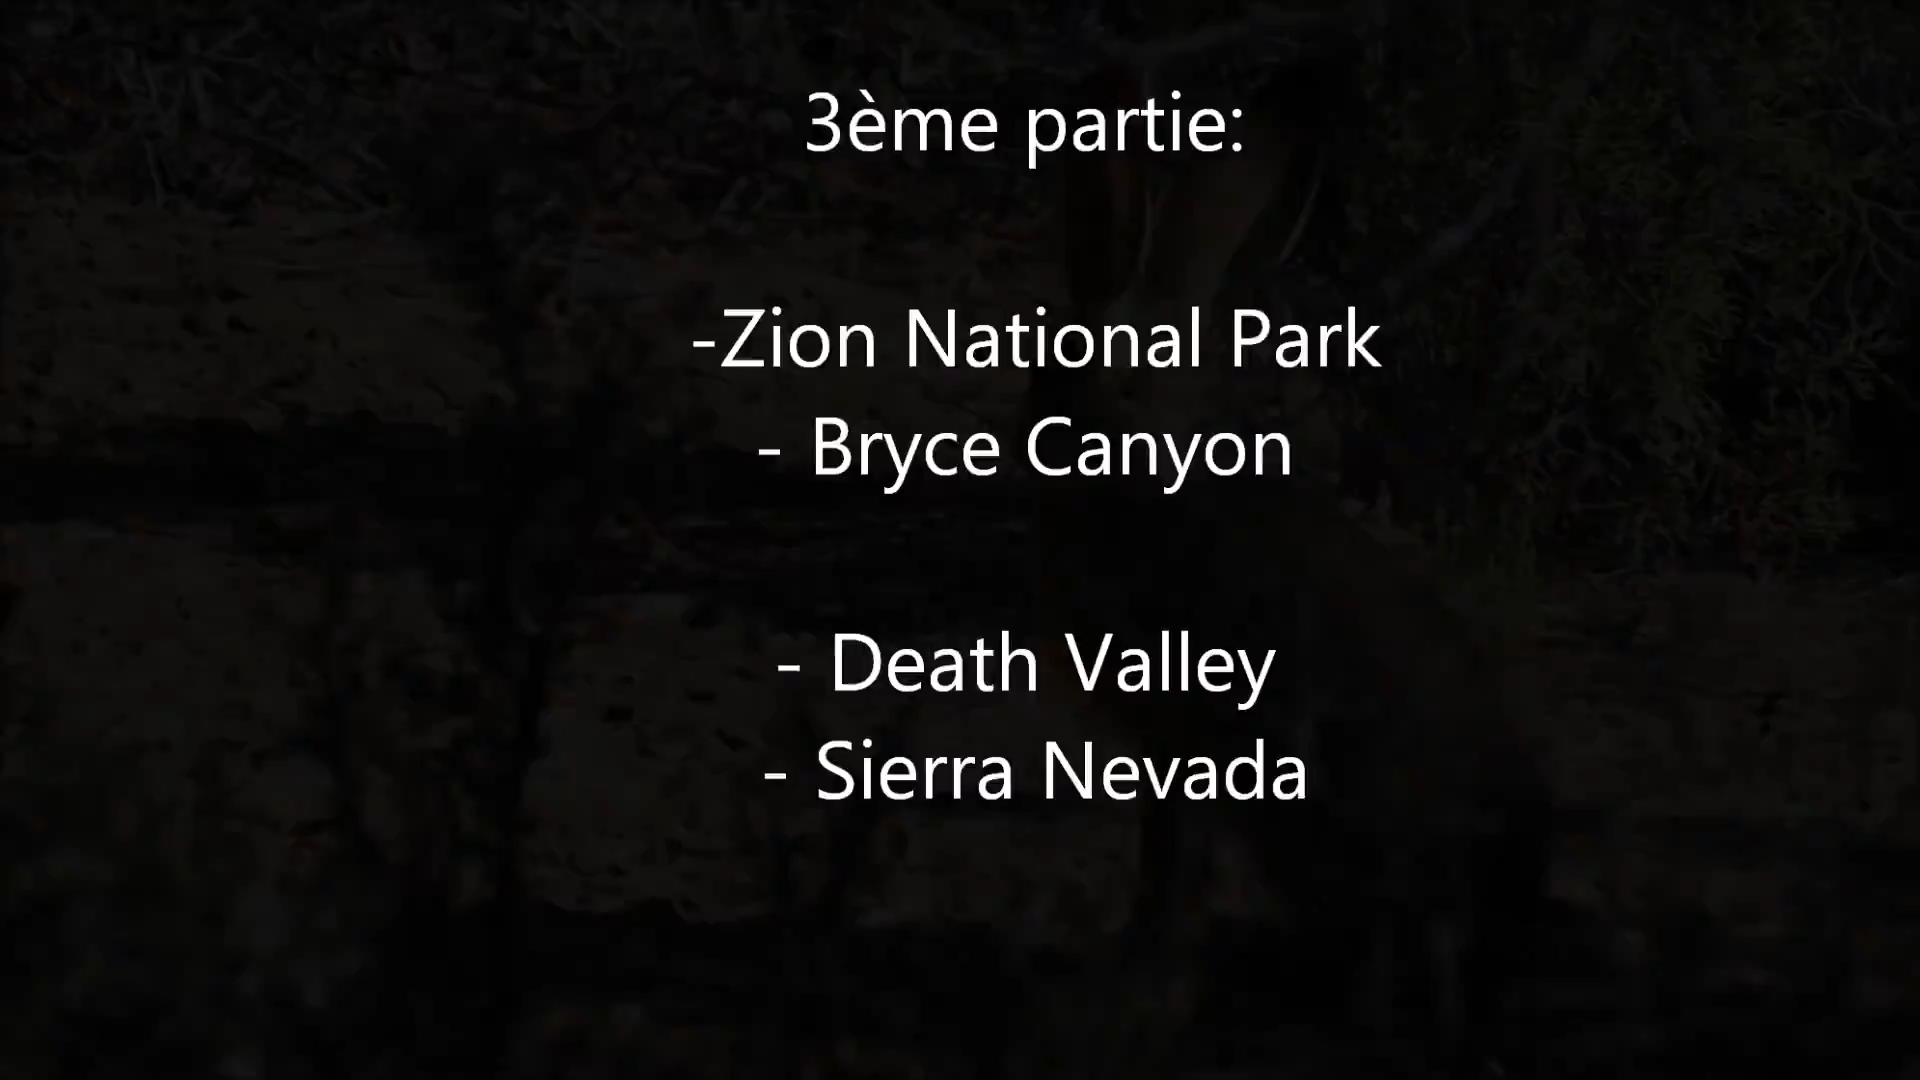 3ème partie:
-Zion National Park
- Bryce Canyon
- Death Valley
- Sierra Nevada